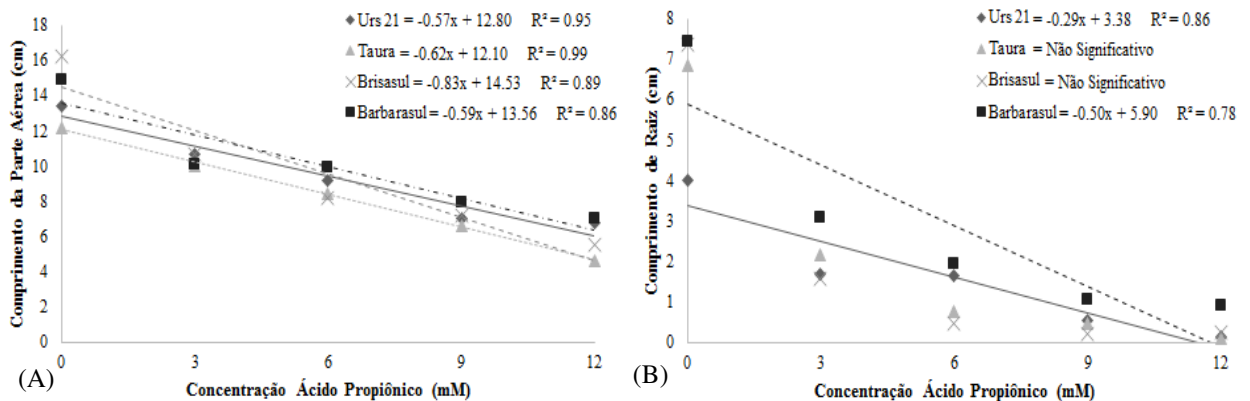 Urs 21 = -0.57x + 12.80 R² = 0.95
Taura = -0.62x + 12.10 R² = 0.99
Brisasul = -0.83x + 14.53 R² = 0.89
Barbarasul = -0.59x + 13.56 R² = 0.86
Comprimento da Parte Aérea (cm)
18
16
14
12
10
8
6
4
2
0
0 3 6 9 12
Concentração Ácido Propiônico (mM)
(A)
Urs 21 = -0.29x + 3.38 R² = 0.86
Taura = Não Significativo
Brisasul = Não Significativo
Barbarasul = -0.50x + 5.90 R² = 0.78
Comprimento de Raiz (cm)
8
7
6
5
4
3
2
1
0
0 3 6 9 12
Concentração Ácido Propiônico (mM)
(B)